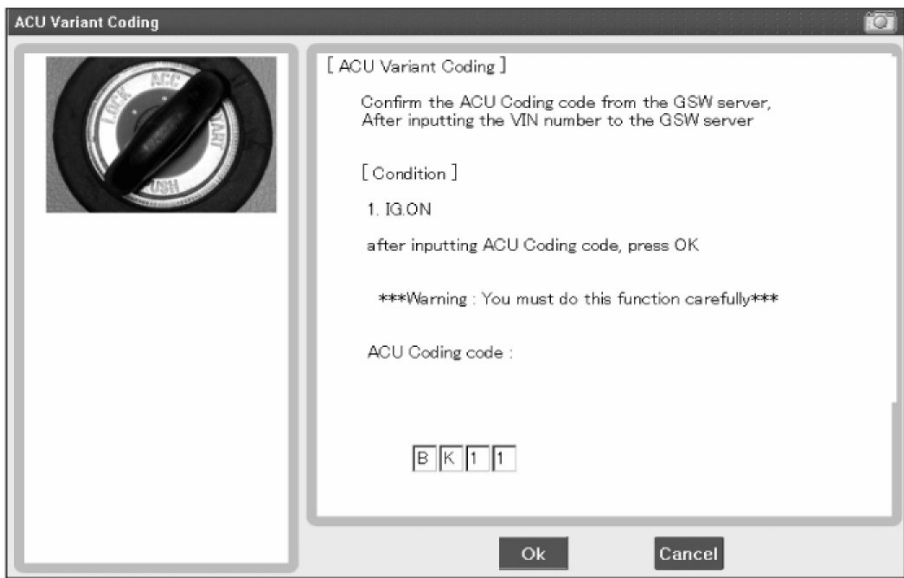 ACU Variant Coding
LOCK
ACC
START
PUSH
[ ACU Variant Coding ]
Confirm the ACU Coding code from the GSW server,
After inputting the VIN number to the GSW server
[ Condition ]
1. IG.ON
after inputting ACU Coding code, press OK
***Warning : You must do this function carefully***
ACU Coding code :
B K 1 1
Ok
Cancel